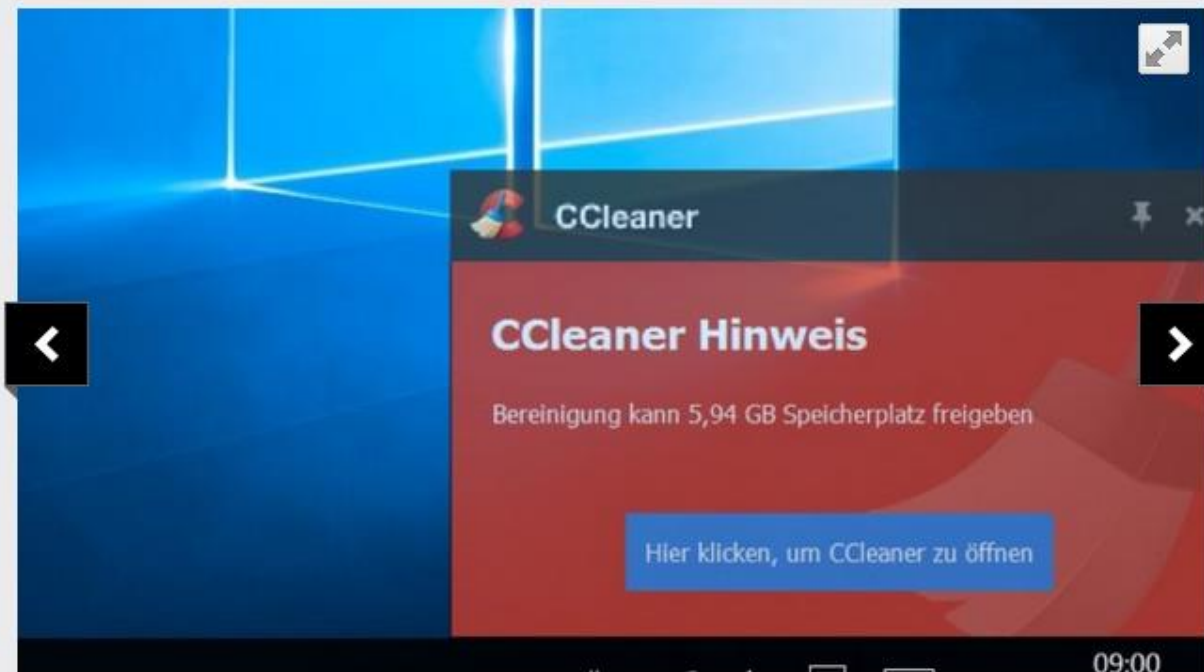 CCleaner
CCleaner Hinweis
Bereinigung kann 5,94 GB Speicherplatz freigeben
Hier klicken, um CCleaner zu öffnen
09:00